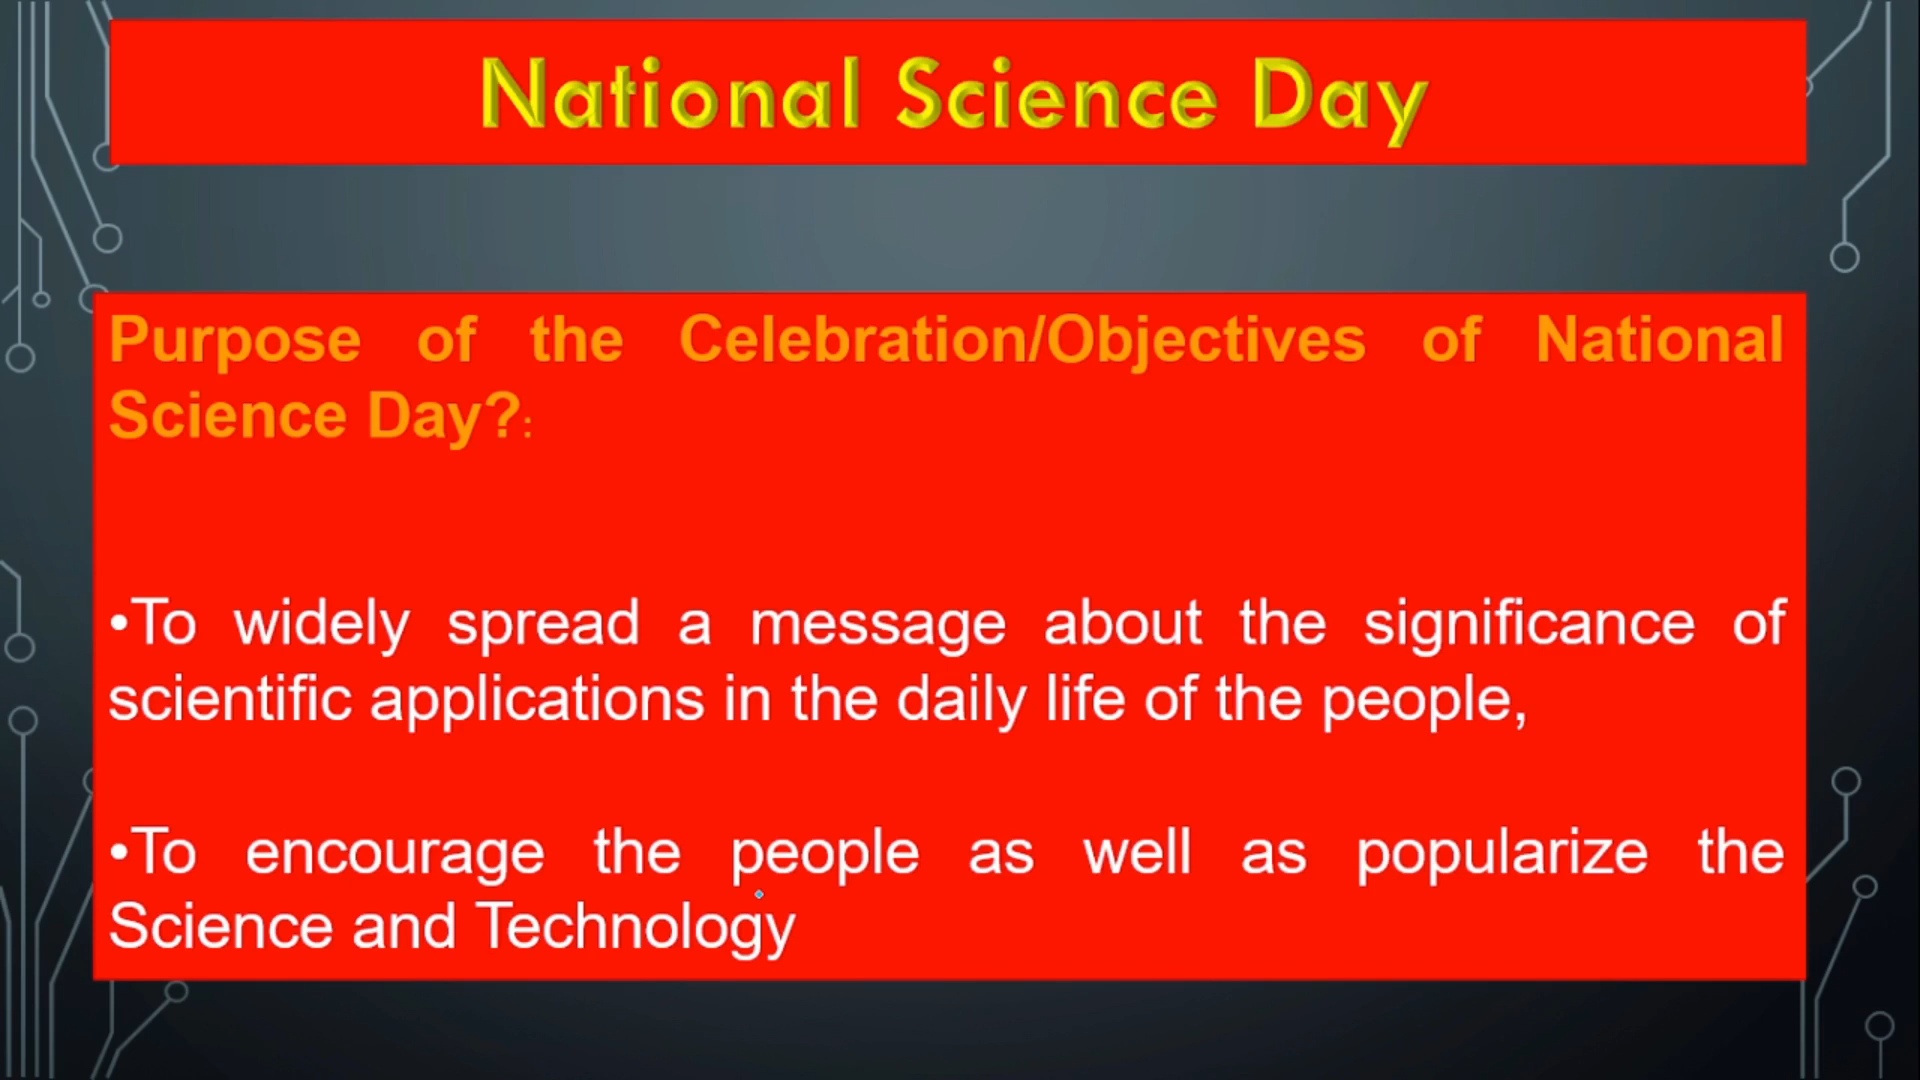 National Science Day
Purpose of the Celebration/Objectives of National
Science Day?:
•To widely spread a message about the significance of
scientific applications in the daily life of the people,
•To encourage the people as well as popularize the
Science and Technology